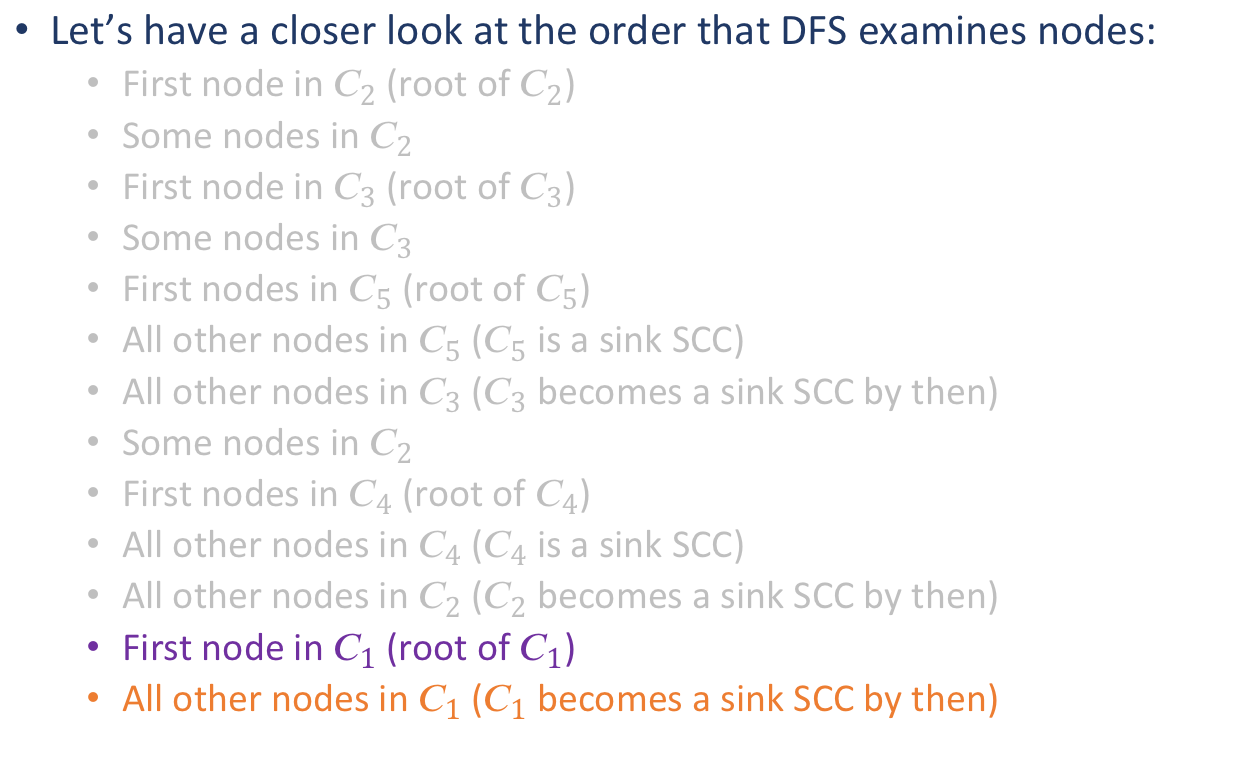 • Let’s have a closer look at the order that DFS examines nodes:
• First node in C₂ (root of C₂)
• Some nodes in C₂
• First node in C₃ (root of C₃)
• Some nodes in C₃
• First nodes in C₅ (root of C₅)
• All other nodes in C₅ (C₅ is a sink SCC)
• All other nodes in C₃ (C₃ becomes a sink SCC by then)
• Some nodes in C₂
• First nodes in C₄ (root of C₄)
• All other nodes in C₄ (C₄ is a sink SCC)
• All other nodes in C₂ (C₂ becomes a sink SCC by then)
• First node in C₁ (root of C₁)
• All other nodes in C₁ (C₁ becomes a sink SCC by then)